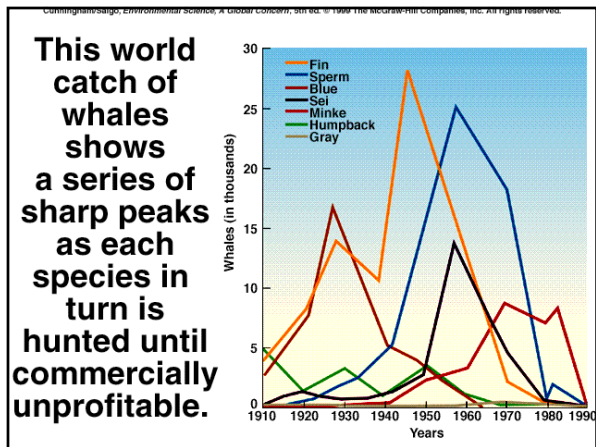 Cunningham/Saigo, Environmental Science, A Global Concern, 5th ed. © 1999 The McGraw-Hill Companies, Inc. All rights reserved.
This world
catch of
whales
shows
a series of
sharp peaks
as each
species in
turn is
hunted until
commercially
unprofitable.
Whales (in thousands)
30
25
20
15
10
5
0
Fin
Sperm
Blue
Sei
Minke
Humpback
Gray
1910 1920 1930 1940 1950 1960 1970 1980 1990
Years